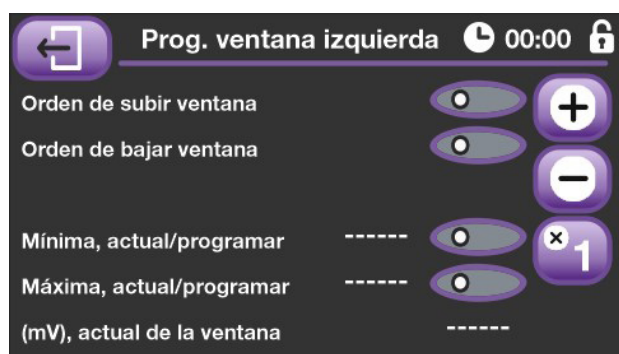 Prog. ventana izquierda 00:00
Orden de subir ventana
Orden de bajar ventana
Mínima, actual/programar ------
Máxima, actual/programar ------
× 1
(mV), actual de la ventana ------